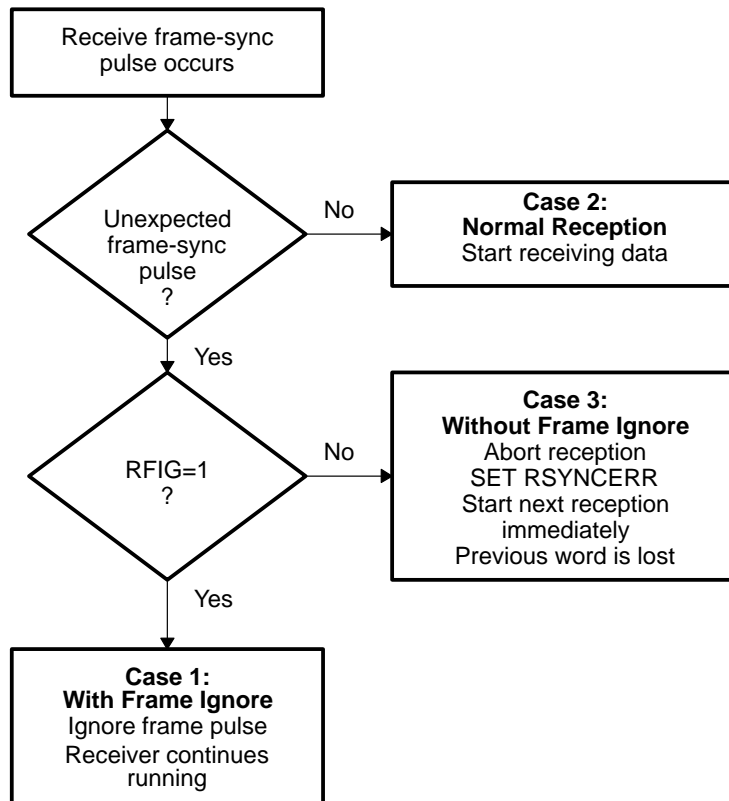 Receive frame-sync
pulse occurs
Unexpected
frame-sync
pulse
?
No
Case 2:
Normal Reception
Start receiving data
Yes
RFIG=1
?
No
Case 3:
Without Frame Ignore
Abort reception
SET RSYNCERR
Start next reception
immediately
Previous word is lost
Yes
Case 1:
With Frame Ignore
Ignore frame pulse
Receiver continues
running